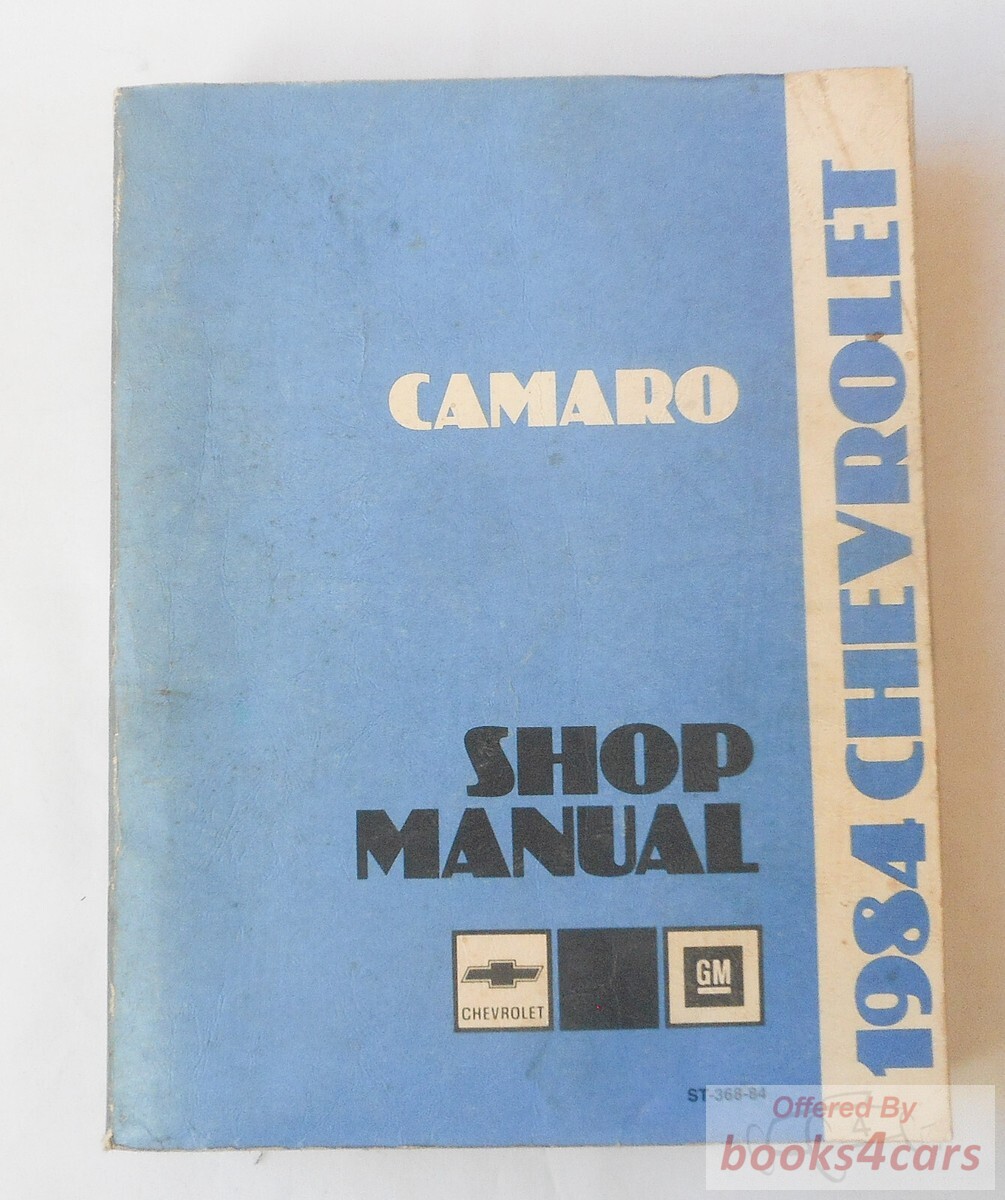 CAMARO
SHOP
MANUAL
CHEVROLET
GM
ST-368-84
1984 CHEVROLET
Offered By
books4cars